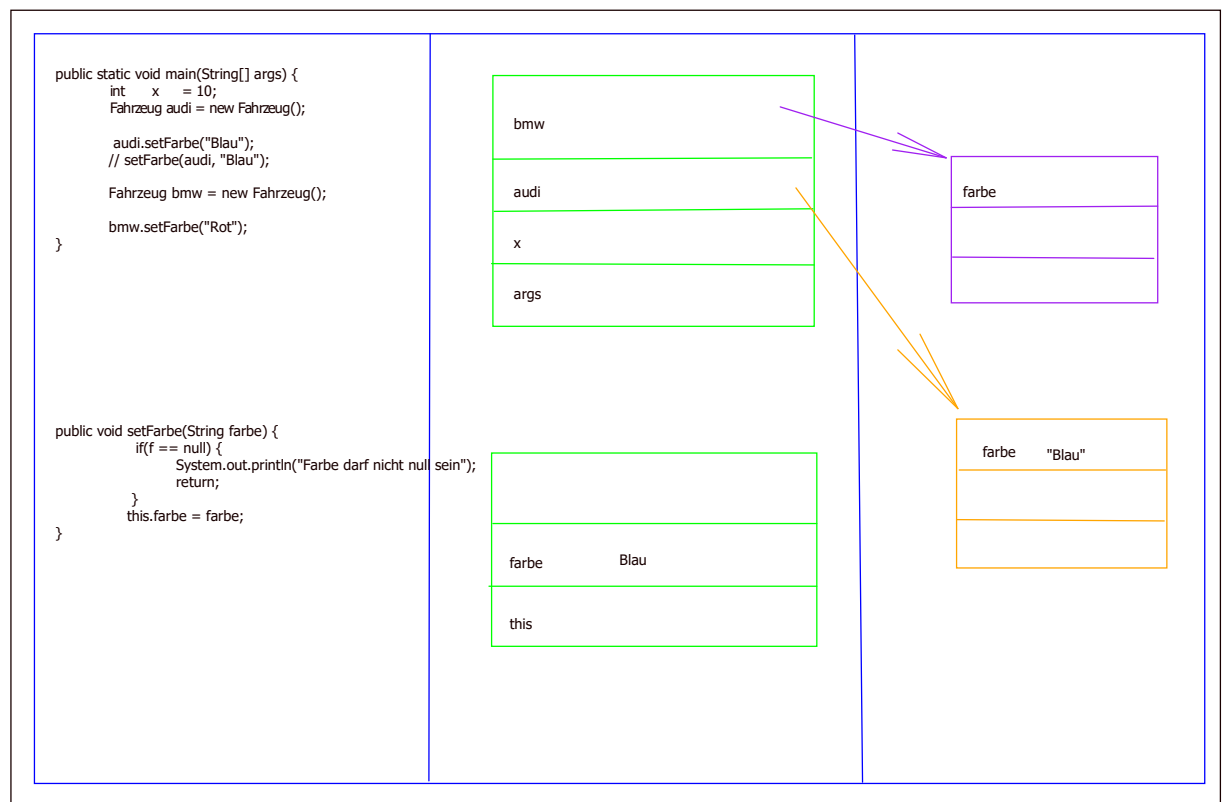 public static void main(String[] args) {
int x = 10;
Fahrzeug audi = new Fahrzeug();
audi.setFarbe("Blau");
// setFarbe(audi, "Blau");
Fahrzeug bmw = new Fahrzeug();
bmw.setFarbe("Rot");
}
public void setFarbe(String farbe) {
if(f == null) {
System.out.println("Farbe darf nicht null sein");
return;
}
this.farbe = farbe;
}
bmw
audi
x
args
farbe Blau
this
farbe
farbe "Blau"